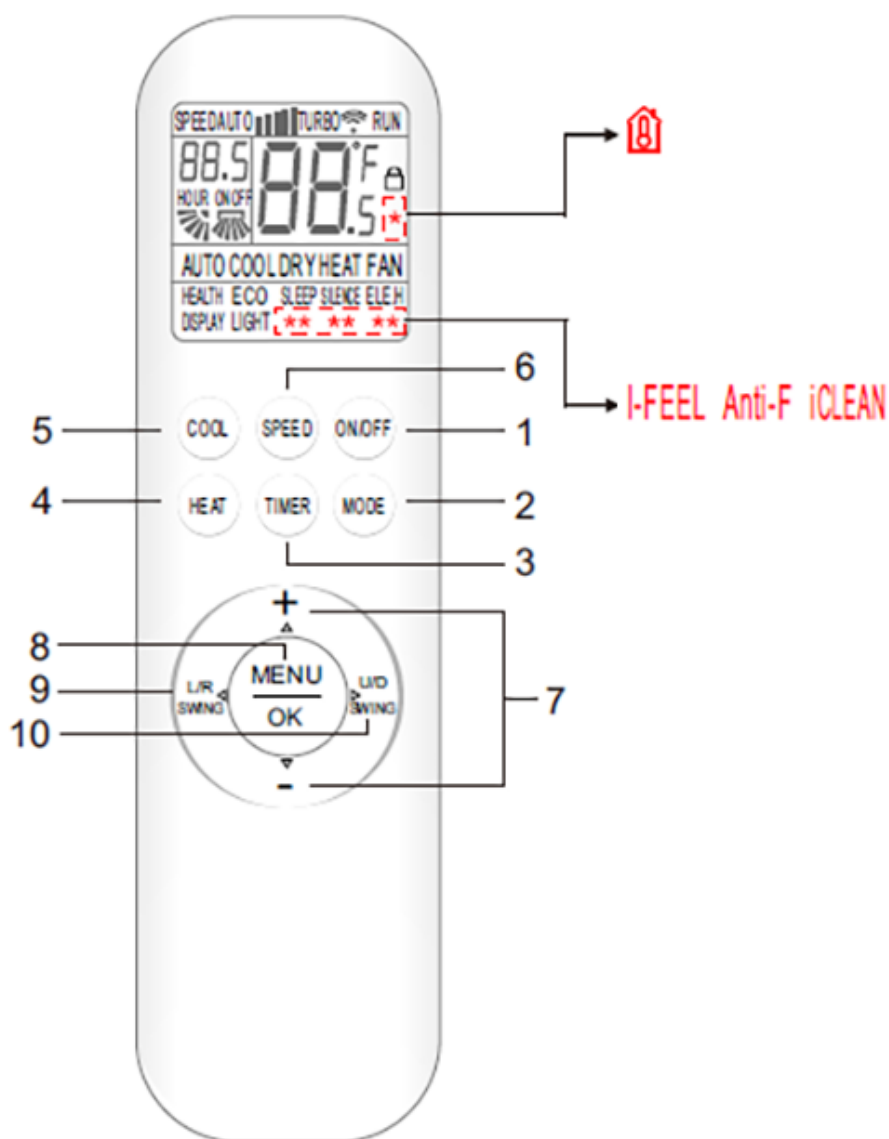 SPEED AUTO TURBO RUN
88.5 88.5 °F
HOUR ON OFF
*
AUTO COOL DRY HEAT FAN
HEALTH ECO SLEEP SILENCE ELE.H
DISPLAY LIGHT ** ** **
I-FEEL Anti-F iCLEAN
6
5 COOL SPEED ON/OFF 1
4 HEAT TIMER MODE 2
3
+
8 MENU
9 L/R SWING U/D SWING 7
OK
10
-